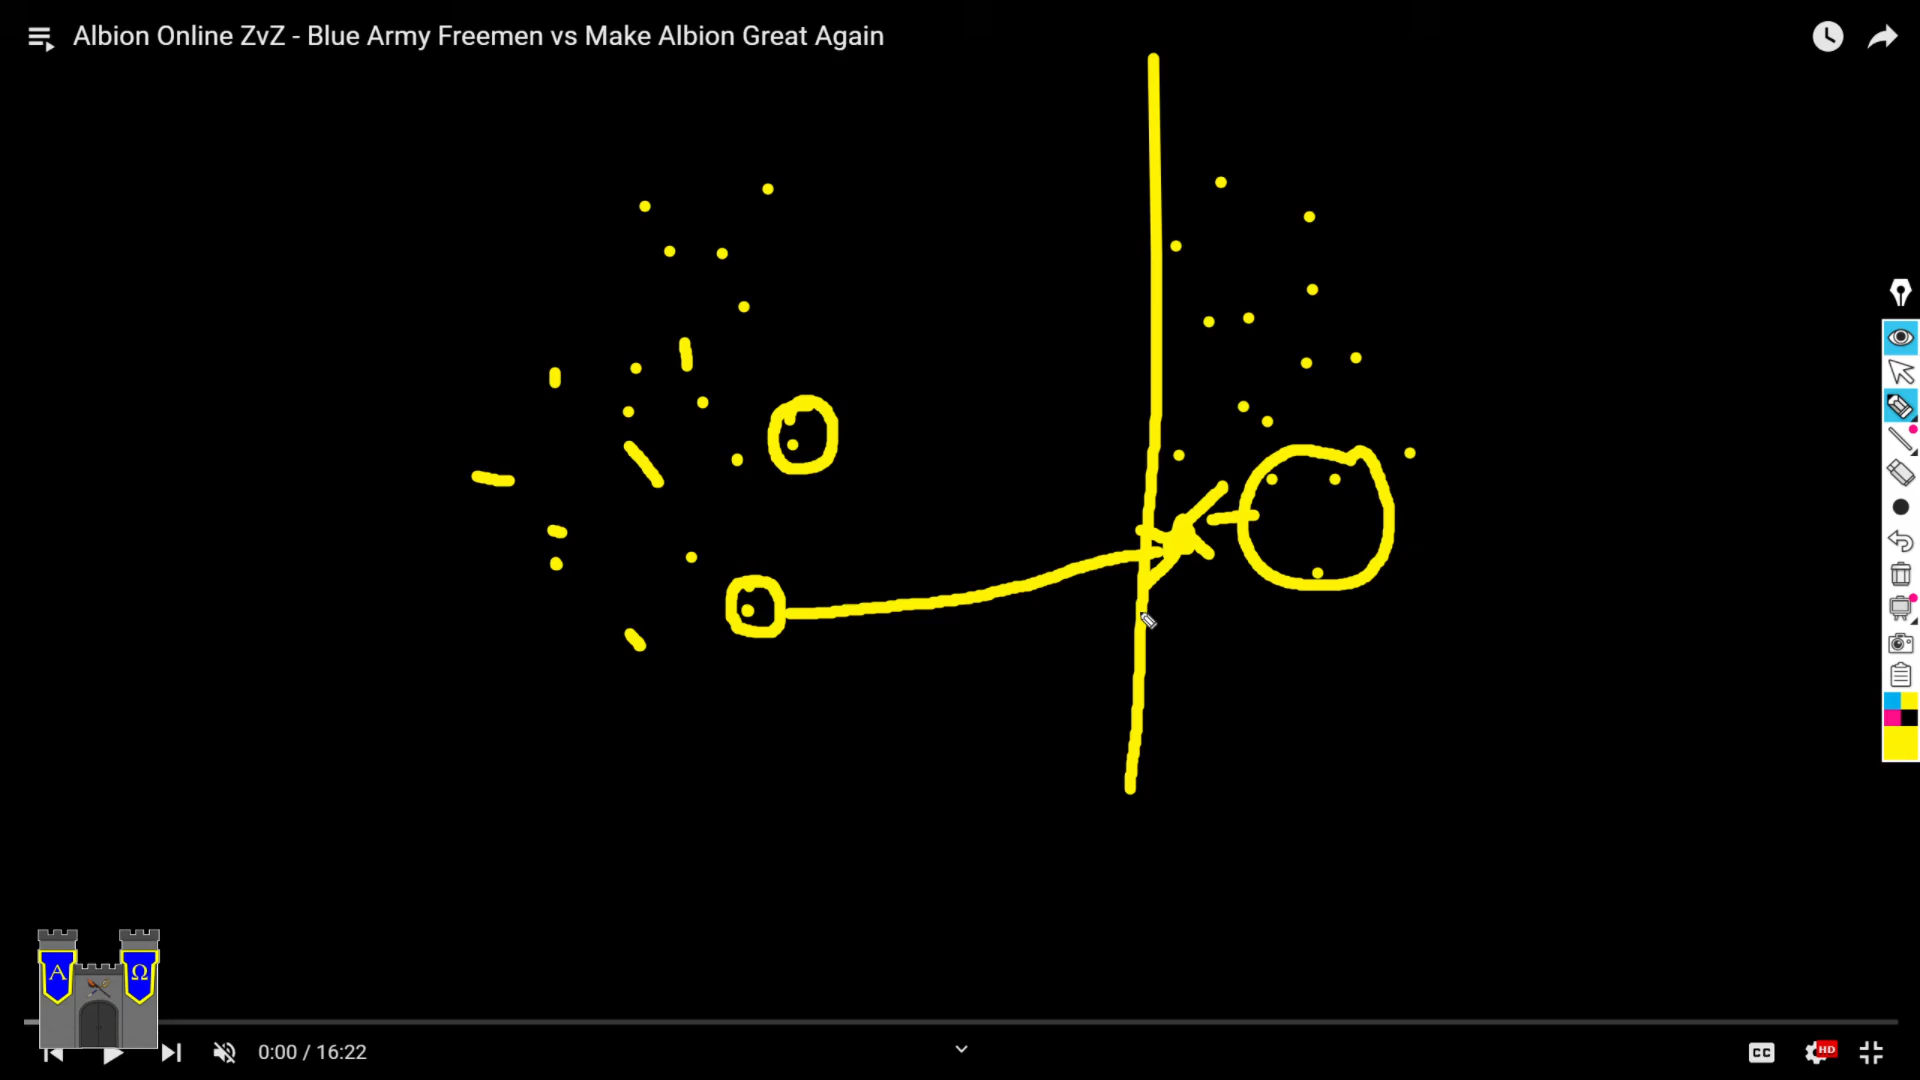 Albion Online ZvZ - Blue Army Freemen vs Make Albion Great Again
Α Ω
0:00 / 16:22
CC
HD